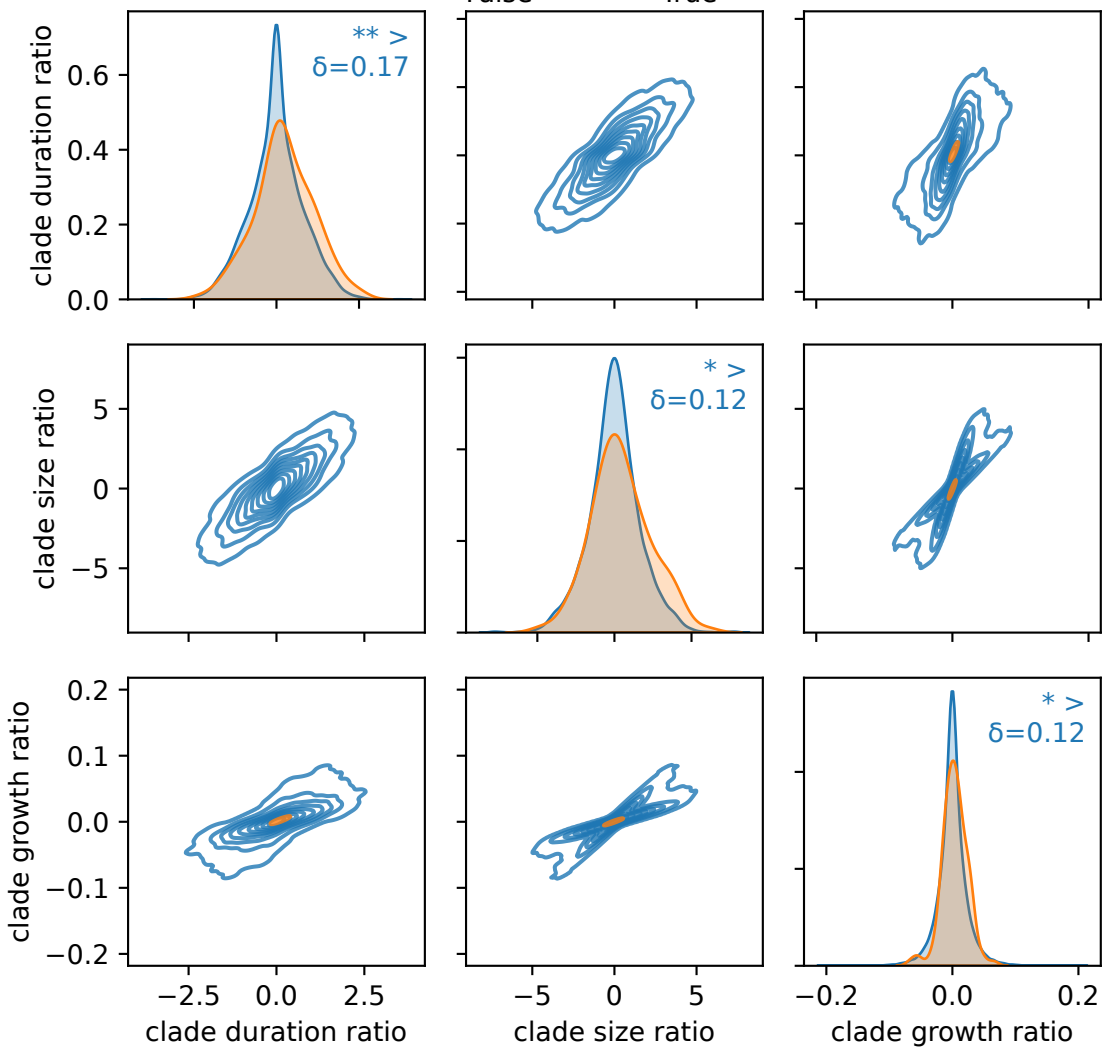 True
clade duration ratio
0.6
0.4
0.2
0.0
** >
δ=0.17
clade size ratio
5
0
−5
* >
δ=0.12
clade growth ratio
0.2
0.1
0.0
−0.1
−0.2
* >
δ=0.12
−2.5 0.0 2.5
−5 0 5
−0.2 0.0 0.2
clade duration ratio
clade size ratio
clade growth ratio